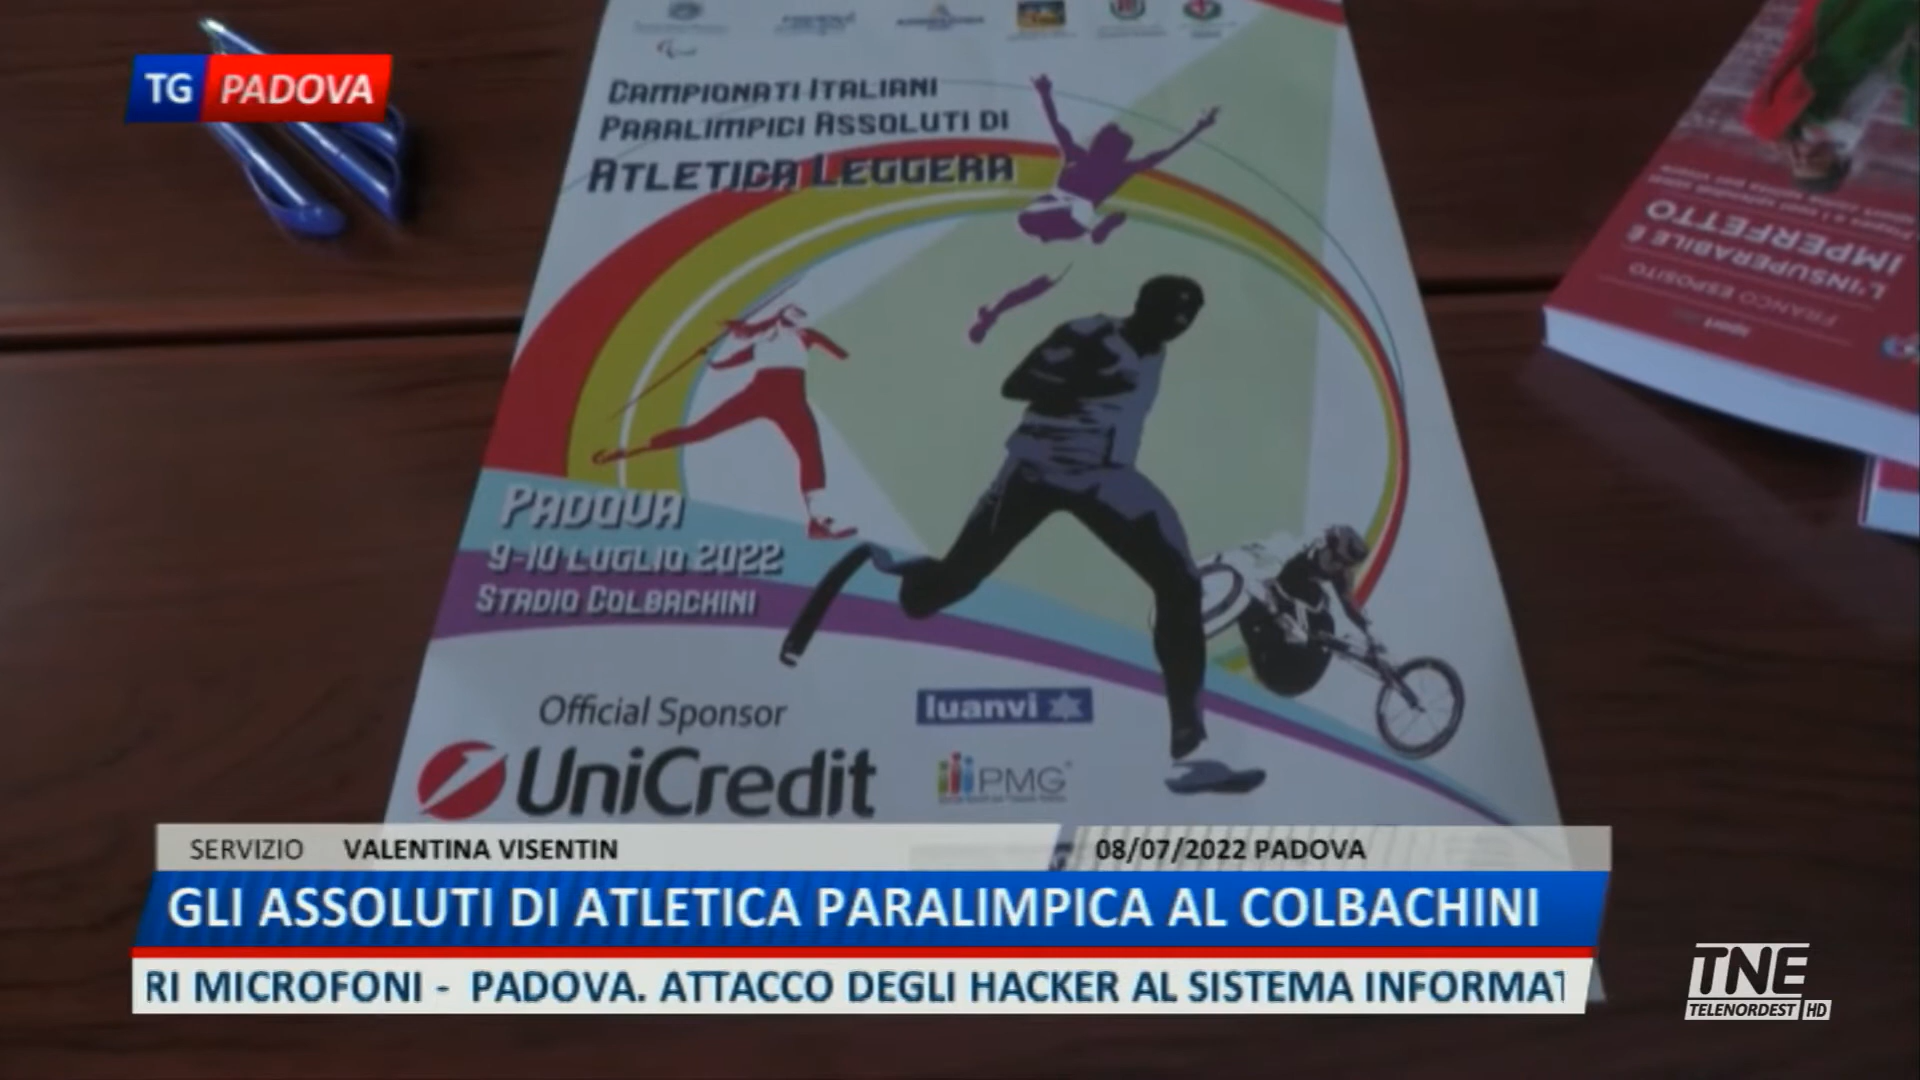 TG PADOVA
CAMPIONATI ITALIANI
PARALIMPICI ASSOLUTI DI
ATLETICA LEGGERA
PADOVA
9-10 LUGLIO 2022
STADIO COLBACHINI
Official Sponsor
UniCredit
luanvi
PMG
FRANCO ESPOSITO
L'INSUPERABILE È
IMPERFETTO
SERVIZIO VALENTINA VISENTIN
08/07/2022 PADOVA
GLI ASSOLUTI DI ATLETICA PARALIMPICA AL COLBACHINI
RI MICROFONI - PADOVA. ATTACCO DEGLI HACKER AL SISTEMA INFORMAT
TNE
TELENORDEST HD